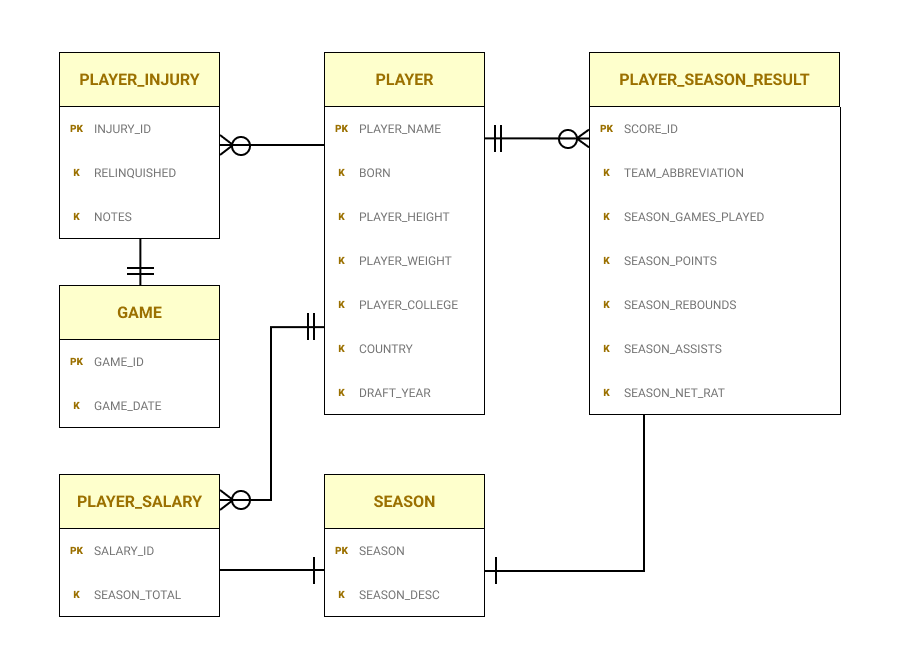 PLAYER_INJURY
PK INJURY_ID
K RELINQUISHED
K NOTES
PLAYER
PK PLAYER_NAME
K BORN
K PLAYER_HEIGHT
K PLAYER_WEIGHT
K PLAYER_COLLEGE
K COUNTRY
K DRAFT_YEAR
PLAYER_SEASON_RESULT
PK SCORE_ID
K TEAM_ABBREVIATION
K SEASON_GAMES_PLAYED
K SEASON_POINTS
K SEASON_REBOUNDS
K SEASON_ASSISTS
K SEASON_NET_RAT
GAME
PK GAME_ID
K GAME_DATE
PLAYER_SALARY
PK SALARY_ID
K SEASON_TOTAL
SEASON
PK SEASON
K SEASON_DESC